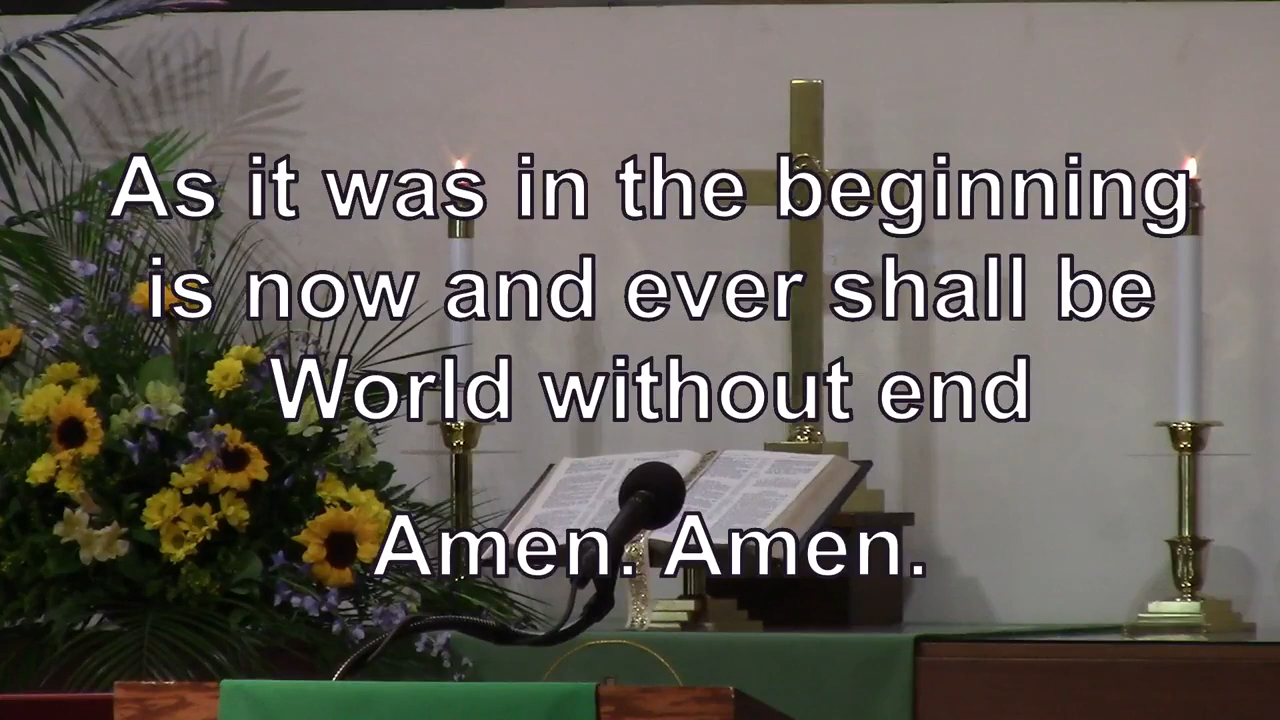 As it was in the beginning
is now and ever shall be
World without end
Amen. Amen.